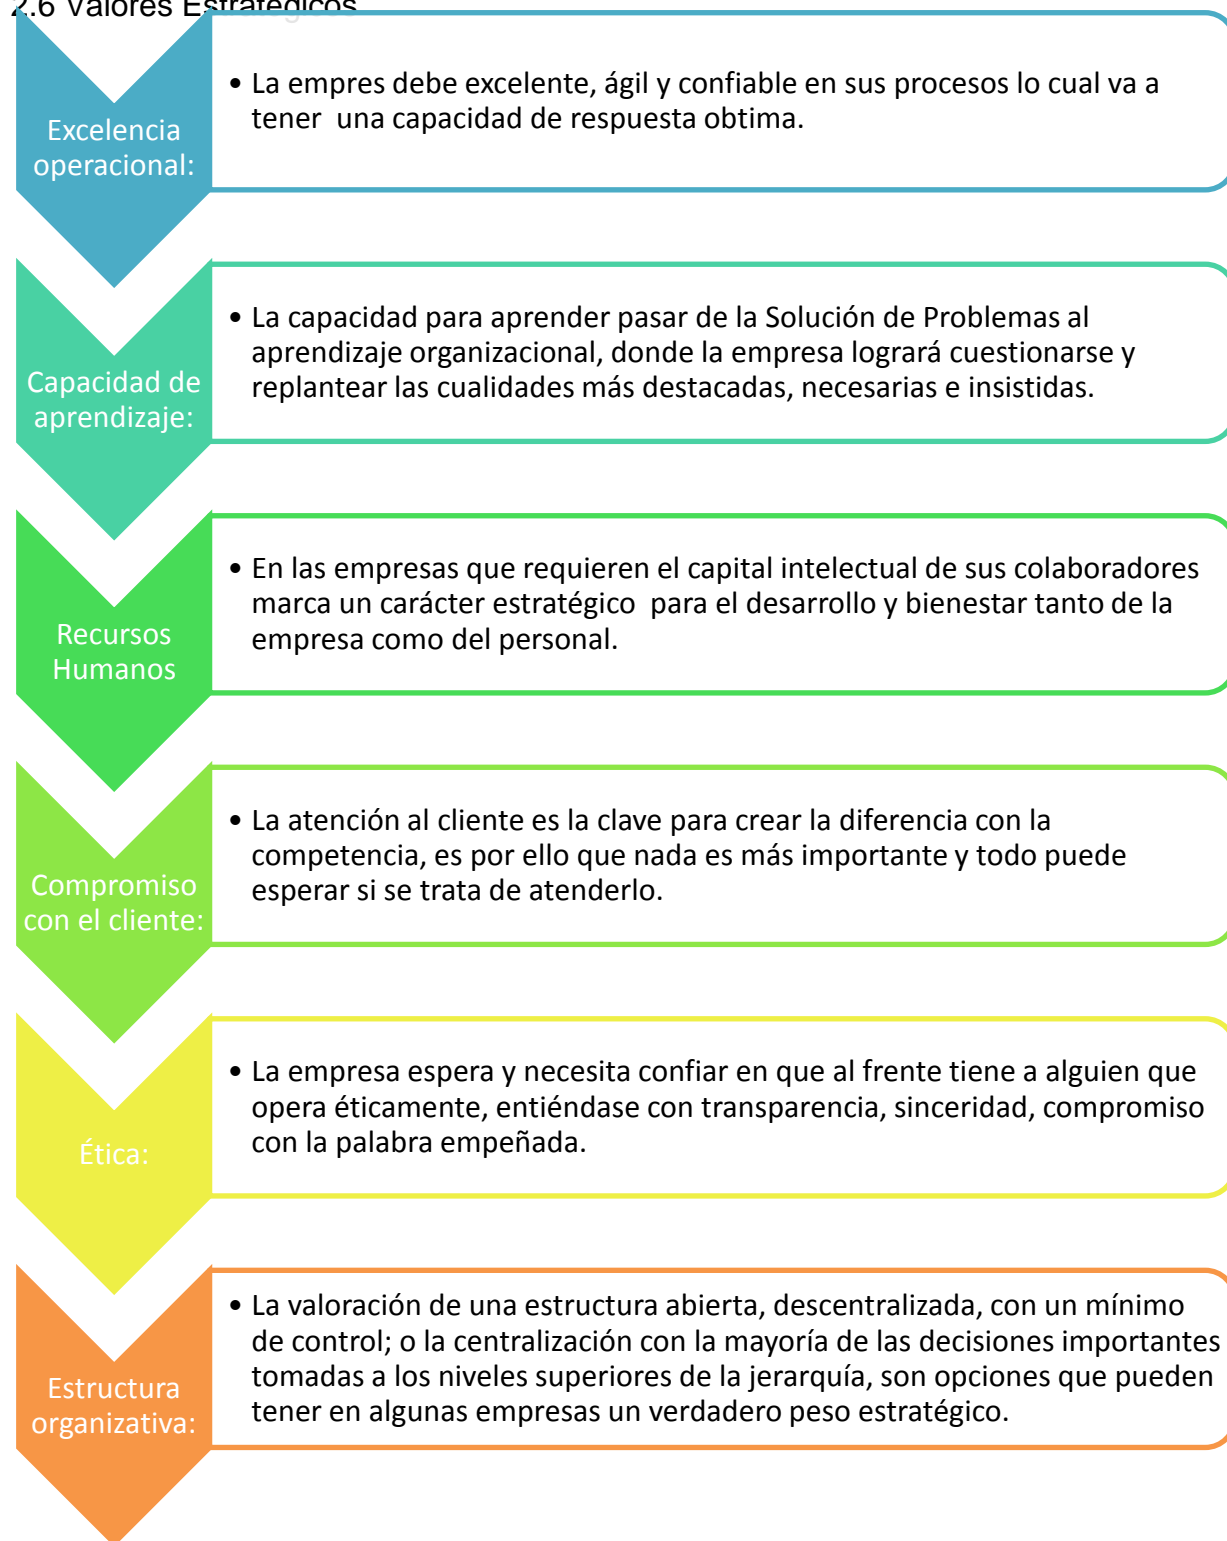 2.6 Valores Estratégicos
Excelencia
operacional:
• La empres debe excelente, ágil y confiable en sus procesos lo cual va a
tener  una capacidad de respuesta obtima.
Capacidad de
aprendizaje:
• La capacidad para aprender pasar de la Solución de Problemas al
aprendizaje organizacional, donde la empresa logrará cuestionarse y
replantear las cualidades más destacadas, necesarias e insistidas.
Recursos
Humanos
• En las empresas que requieren el capital intelectual de sus colaboradores
marca un carácter estratégico  para el desarrollo y bienestar tanto de la
empresa como del personal.
Compromiso
con el cliente:
• La atención al cliente es la clave para crear la diferencia con la
competencia, es por ello que nada es más importante y todo puede
esperar si se trata de atenderlo.
Ética:
• La empresa espera y necesita confiar en que al frente tiene a alguien que
opera éticamente, entiéndase con transparencia, sinceridad, compromiso
con la palabra empeñada.
Estructura
organizativa:
• La valoración de una estructura abierta, descentralizada, con un mínimo
de control; o la centralización con la mayoría de las decisiones importantes
tomadas a los niveles superiores de la jerarquía, son opciones que pueden
tener en algunas empresas un verdadero peso estratégico.